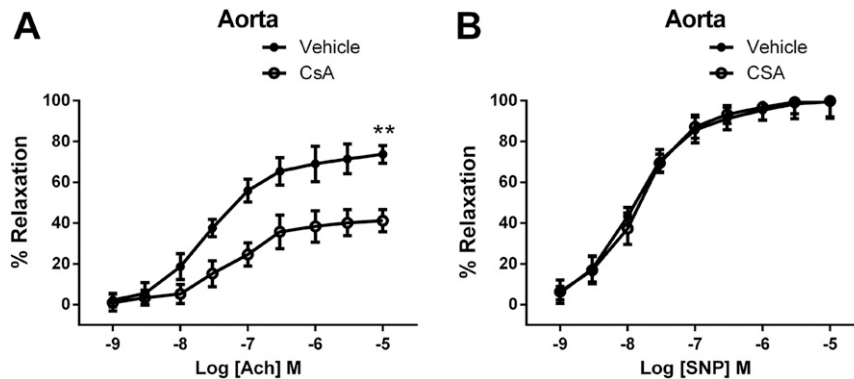 A
Aorta
Vehicle
CsA
% Relaxation
100
80
60
40
20
0
**
-9 -8 -7 -6 -5
Log [Ach] M
B
Aorta
Vehicle
CSA
% Relaxation
100
80
60
40
20
0
-9 -8 -7 -6 -5
Log [SNP] M